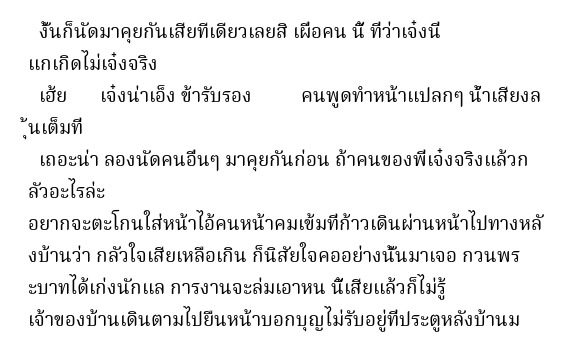 งั้นก็นัดมาคุยกันเสียทีเดียวเลยสิ เผื่อคน นี้ ที่ว่าเจ๋งนี่
แกเกิดไม่เจ๋งจริง
เฮ้ย เจ๋งน่าเอ็ง ข้ารับรอง คนพูดทำหน้าแปลกๆ น้ำเสียงล
ุ้นเต็มที่
เถอะน่า ลองนัดคนอื่นๆ มาคุยกันก่อน ถ้าคนของพี่เจ๋งจริงแล้วก
ลัวอะไรล่ะ
อยากจะตะโกนใส่หน้าไอ้คนหน้าคมเข้มที่ก้าวเดินผ่านหน้าไปทางหลั
งบ้านว่า กลัวใจเสียเหลือเกิน ก็นิสัยใจคออย่างนั้นมาเจอ กวนพร
ะบาทได้เก่งนักแล การงานจะล่มเอาหน นี้เสียแล้วก็ไม่รู้
เจ้าของบ้านเดินตามไปยืนหน้าบอกบุญไม่รับอยู่ที่ประตูหลังบ้านม